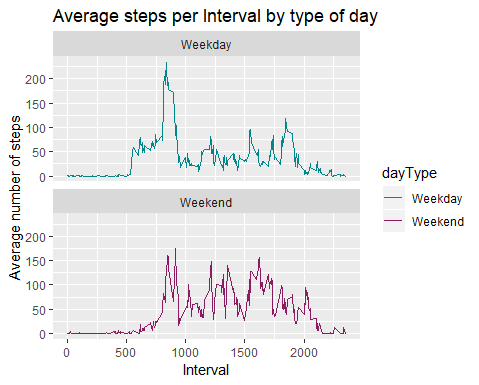 Average steps per Interval by type of day
Weekday
200
150
100
50
0
Weekend
200
150
100
50
0
0
500
1000
1500
2000
Interval
Average number of steps
dayType
Weekday
Weekend